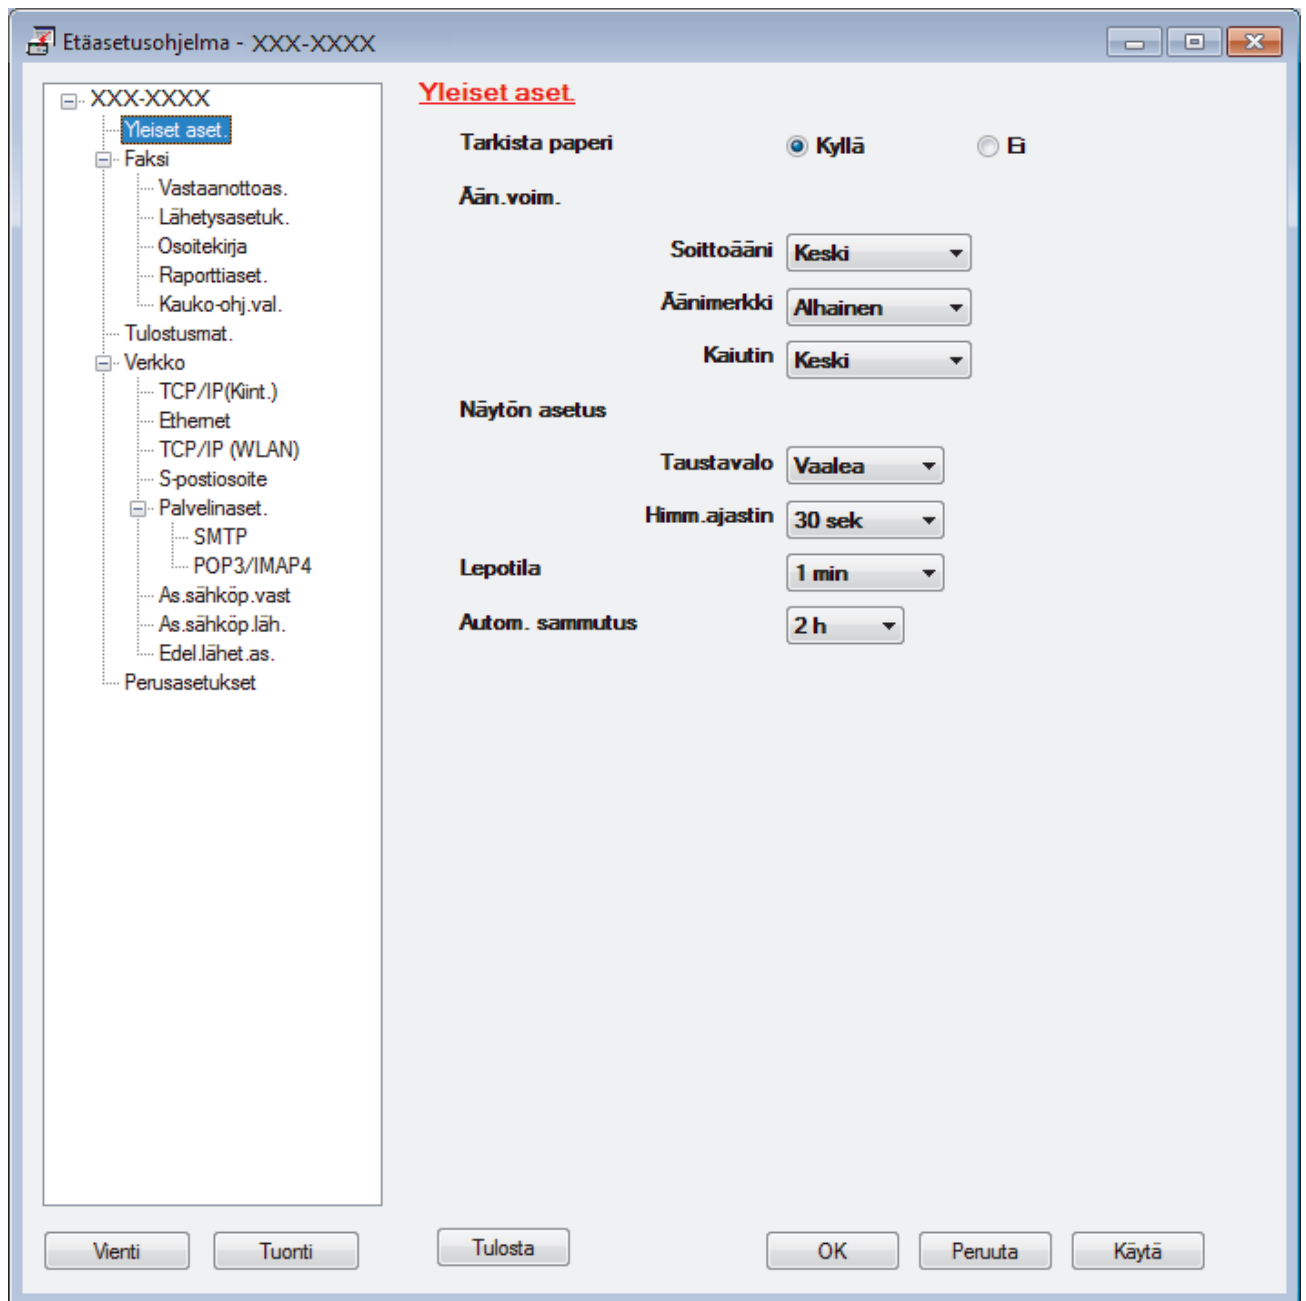 Etäasetusohjelma - XXX-XXXX
XXX-XXXX
Yleiset aset.
Faksi
Vastaanottoas.
Lähetysasetuk.
Osoitekirja
Raporttiaset.
Kauko-ohj.val.
Tulostusmat.
Verkko
TCP/IP(Kiint.)
Ethernet
TCP/IP (WLAN)
S-postiosoite
Palvelinaset.
SMTP
POP3/IMAP4
As.sähköp.vast
As.sähköp.läh.
Edel.lähet.as.
Perusasetukset
Yleiset aset.
Tarkista paperi Kyllä Ei
Ään.voim.
Soittoääni Keski
Äänimerkki Alhainen
Kaiutin Keski
Näytön asetus
Taustavalo Vaalea
Himm.ajastin 30 sek
Lepotila 1 min
Autom. sammutus 2 h
Vienti Tuonti Tulosta OK Peruuta Käytä